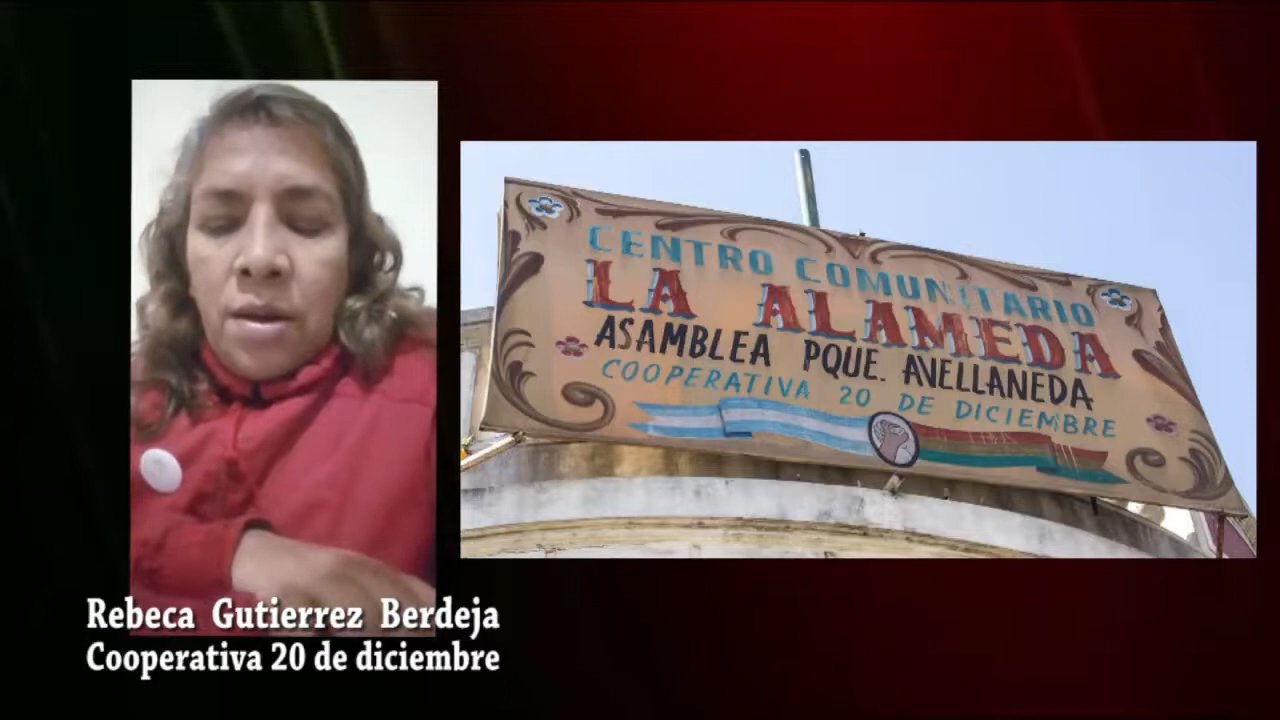 CENTRO COMUNITARIO
LA ALAMEDA
ASAMBLEA PQUE. AVELLANEDA
COOPERATIVA 20 DE DICIEMBRE
Rebeca Gutierrez Berdeja
Cooperativa 20 de diciembre